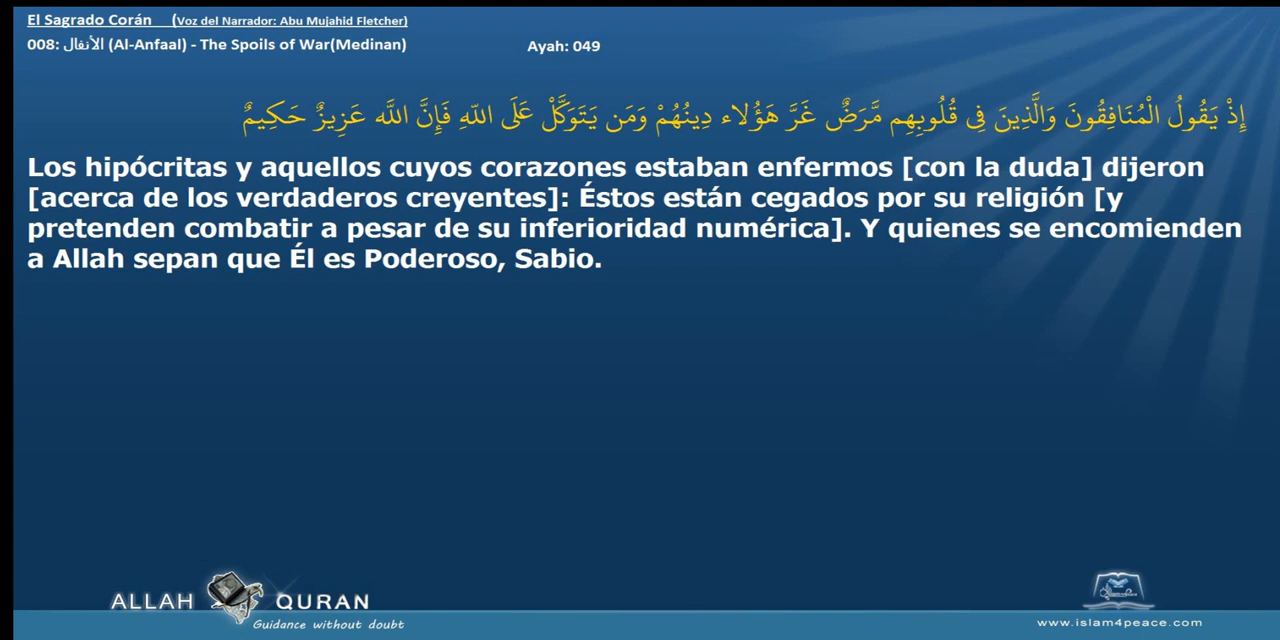 El Sagrado Corán (Voz del Narrador: Abu Mujahid Fletcher)
008: الأنفال (Al-Anfaal) - The Spoils of War(Medinan) Ayah: 049
إِذْ يَقُولُ الْمُنَافِقُونَ وَالَّذِينَ فِي قُلُوبِهِم مَّرَضٌ غَرَّ هَؤُلاء دِينُهُمْ وَمَن يَتَوَكَّلْ عَلَى اللّهِ فَإِنَّ اللّه عَزِيزٌ حَكِيمٌ
Los hipócritas y aquellos cuyos corazones estaban enfermos [con la duda] dijeron
[acerca de los verdaderos creyentes]: Éstos están cegados por su religión [y
pretenden combatir a pesar de su inferioridad numérica]. Y quienes se encomienden
a Allah sepan que Él es Poderoso, Sabio.
ALLAH QURAN
Guidance without doubt
www.islam4peace.com